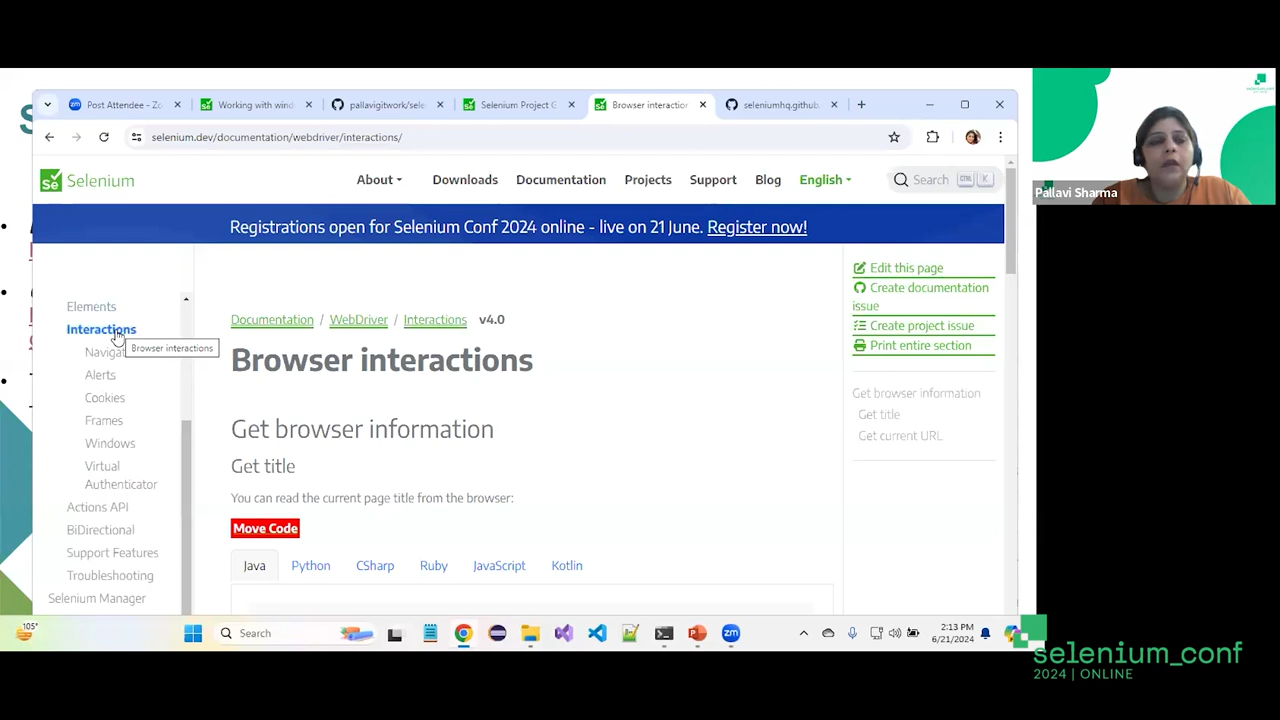 Post Attendee - Zo
Working with wind
pallavigitwork/sele
Selenium Project G
Browser interaction
seleniumhq.github.
selenium.dev/documentation/webdriver/interactions/
Se Selenium
About
Downloads
Documentation
Projects
Support
Blog
English
Search
CTRL
K
Registrations open for Selenium Conf 2024 online - live on 21 June. Register now!
Elements
Interactions
Navigat
Browser interactions
Alerts
Cookies
Frames
Windows
Virtual
Authenticator
Actions API
BiDirectional
Support Features
Troubleshooting
Selenium Manager
Documentation / WebDriver / Interactions v4.0
Browser interactions
Get browser information
Get title
You can read the current page title from the browser:
Move Code
Java
Python
CSharp
Ruby
JavaScript
Kotlin
Edit this page
Create documentation
issue
Create project issue
Print entire section
Get browser information
Get title
Get current URL
Pallavi Sharma
105°
Search
2:13 PM
6/21/2024
selenium_conf
2024 | ONLINE